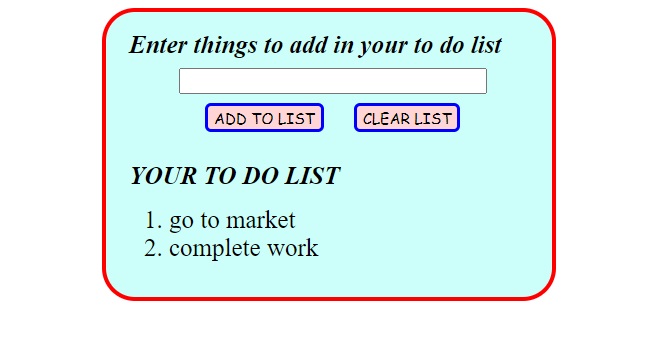 Enter things to add in your to do list
ADD TO LIST CLEAR LIST
YOUR TO DO LIST
1. go to market
2. complete work